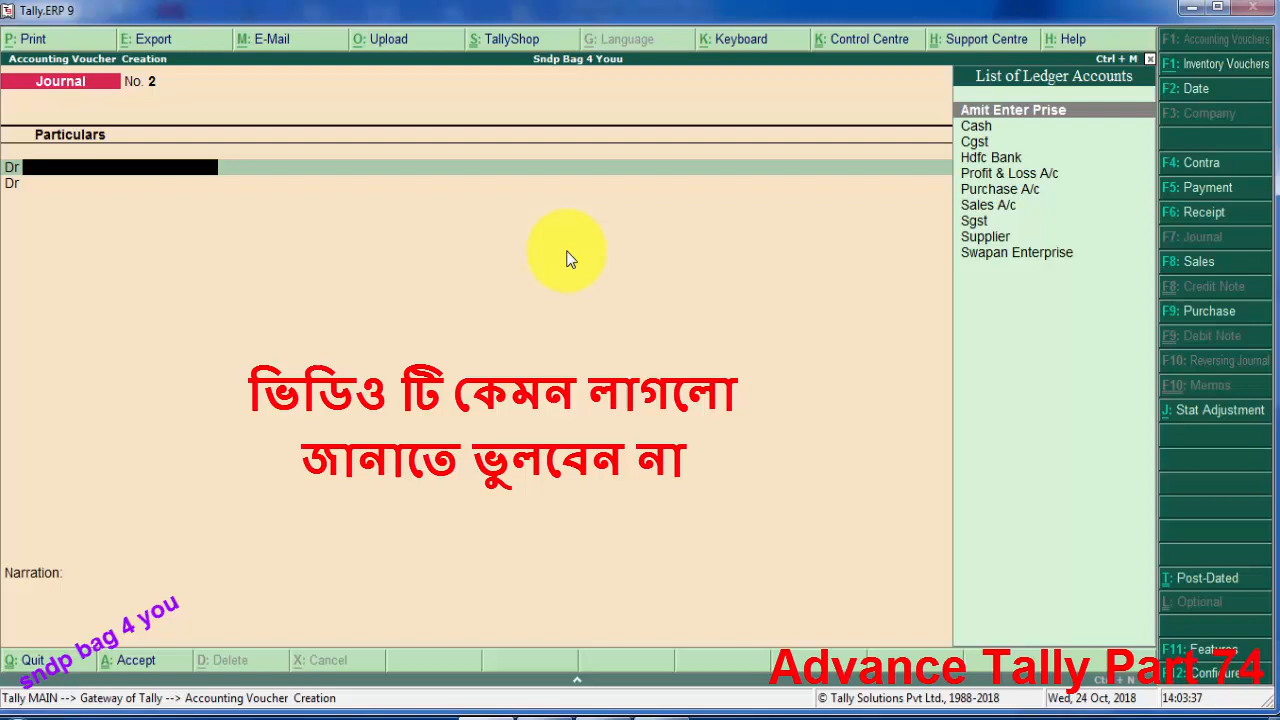 Tally.ERP 9
P: Print E: Export M: E-Mail O: Upload S: TallyShop G: Language K: Keyboard K: Control Centre H: Support Centre H: Help
Accounting Voucher Creation Sndp Bag 4 Youu Ctrl + M
Journal No. 2
Particulars
Dr
Dr
ভিডিও টি কেমন লাগলো
জানাতে ভুলবেন না
Narration:
sndp bag 4 you
List of Ledger Accounts
Amit Enter Prise
Cash
Cgst
Hdfc Bank
Profit & Loss A/c
Purchase A/c
Sales A/c
Sgst
Supplier
Swapan Enterprise
F1: Accounting Vouchers
F1: Inventory Vouchers
F2: Date
F3: Company
F4: Contra
F5: Payment
F6: Receipt
F7: Journal
F8: Sales
F8: Credit Note
F9: Purchase
F9: Debit Note
F10: Reversing Journal
F10: Memos
J: Stat Adjustment
T: Post-Dated
L: Optional
F11: Features
F12: Configure
Advance Tally Part 74
Q: Quit A: Accept D: Delete X: Cancel
Ctrl + N
Tally MAIN --> Gateway of Tally --> Accounting Voucher Creation © Tally Solutions Pvt Ltd., 1988-2018 Wed, 24 Oct, 2018 14:03:37